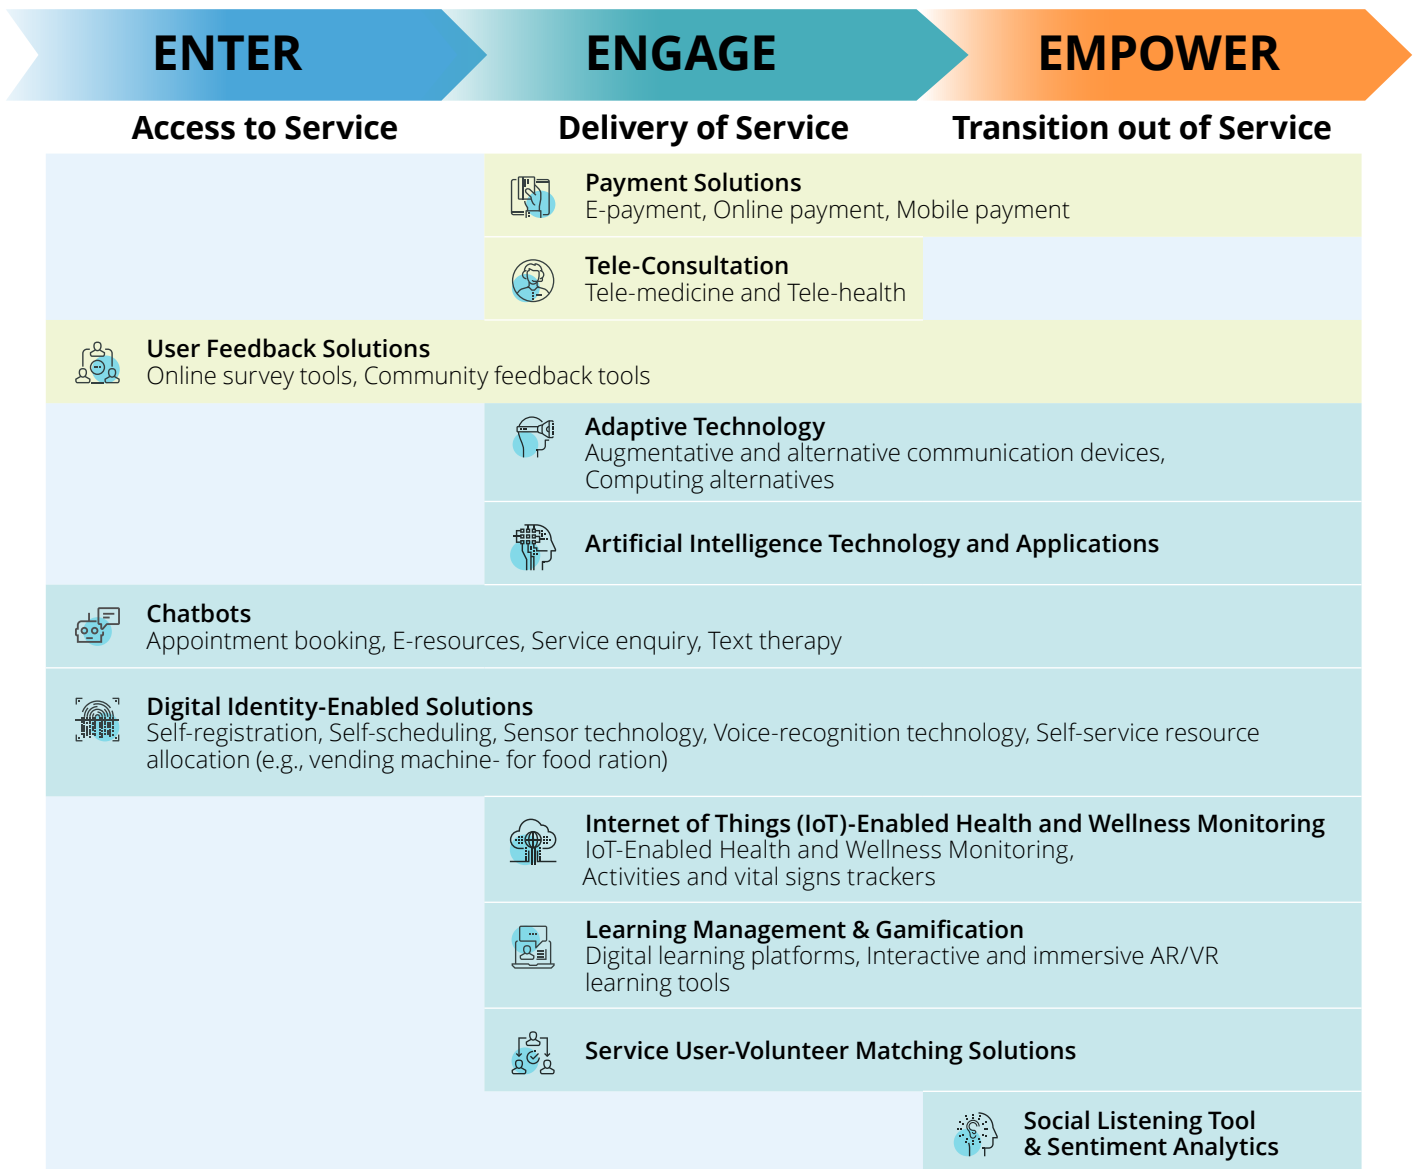 ENTER
ENGAGE
EMPOWER
Access to Service
Delivery of Service
Transition out of Service
Payment Solutions
E-payment, Online payment, Mobile payment
Tele-Consultation
Tele-medicine and Tele-health
User Feedback Solutions
Online survey tools, Community feedback tools
Adaptive Technology
Augmentative and alternative communication devices,
Computing alternatives
Artificial Intelligence Technology and Applications
Chatbots
Appointment booking, E-resources, Service enquiry, Text therapy
Digital Identity-Enabled Solutions
Self-registration, Self-scheduling, Sensor technology, Voice-recognition technology, Self-service resource
allocation (e.g., vending machine- for food ration)
Internet of Things (IoT)-Enabled Health and Wellness Monitoring
IoT-Enabled Health and Wellness Monitoring,
Activities and vital signs trackers
Learning Management & Gamification
Digital learning platforms, Interactive and immersive AR/VR
learning tools
Service User-Volunteer Matching Solutions
Social Listening Tool
& Sentiment Analytics